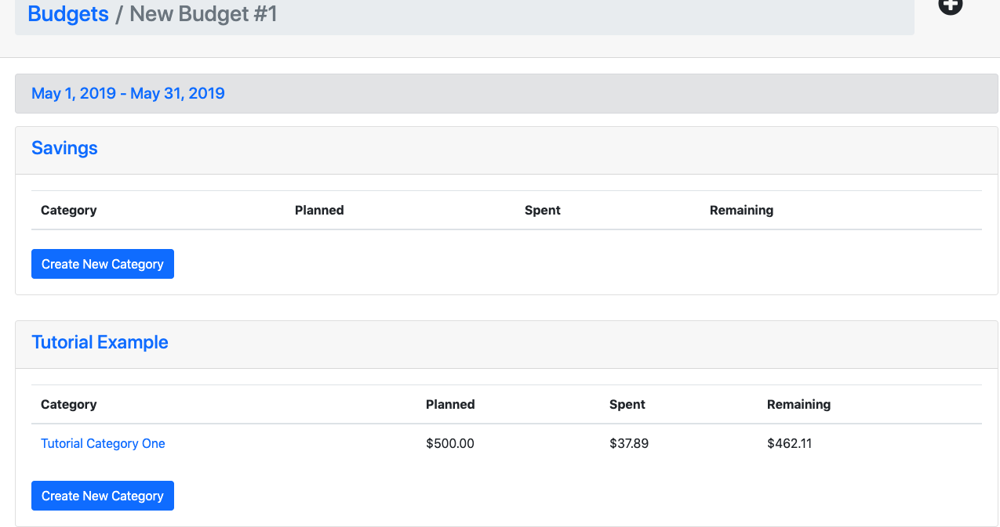 Budgets / New Budget #1
May 1, 2019 - May 31, 2019
Savings
Category Planned Spent Remaining
Create New Category
Tutorial Example
Category Planned Spent Remaining
Tutorial Category One $500.00 $37.89 $462.11
Create New Category